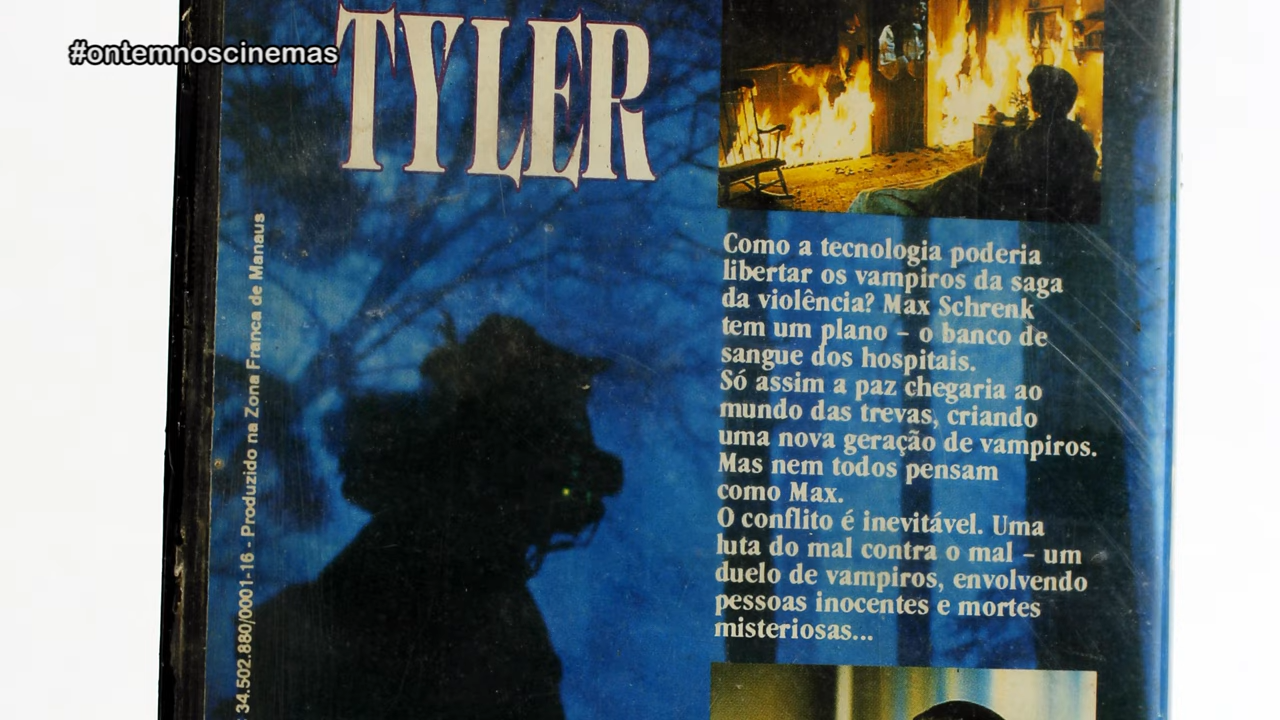 #ontemnoscinemas
TYLER
Como a tecnologia poderia
libertar os vampiros da saga
da violência? Max Schrenk
tem um plano – o banco de
sangue dos hospitais.
Só assim a paz chegaria ao
mundo das trevas, criando
uma nova geração de vampiros.
Mas nem todos pensam
como Max.
O conflito é inevitável. Uma
luta do mal contra o mal – um
duelo de vampiros, envolvendo
pessoas inocentes e mortes
misteriosas...
34.502.880/0001-16 - Produzido na Zona Franca de Manaus